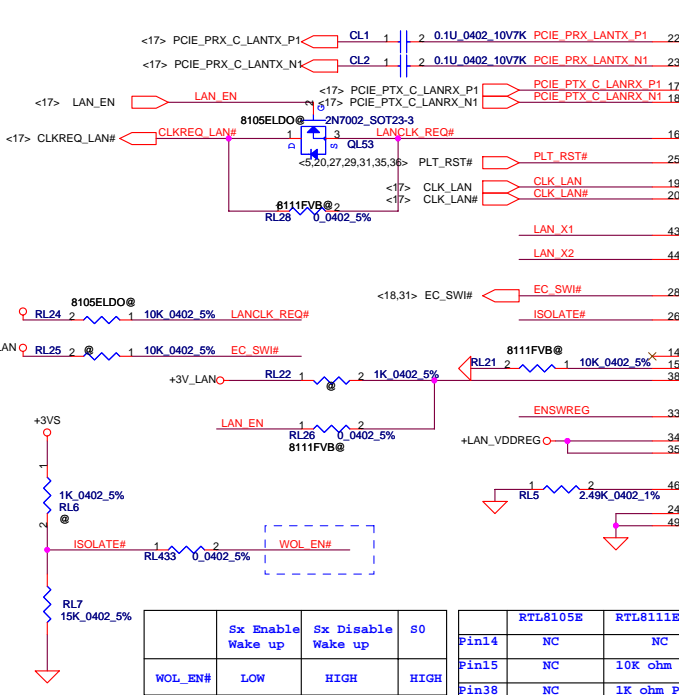 <17> PCIE_PRX_C_LANTX_P1 CL1 1 2 0.1U_0402_10V7K PCIE_PRX_LANTX_P1 22
<17> PCIE_PRX_C_LANTX_N1 CL2 1 2 0.1U_0402_10V7K PCIE_PRX_LANTX_N1 23
<17> PCIE_PTX_C_LANRX_P1 PCIE_PTX_C_LANRX_P1 17
<17> PCIE_PTX_C_LANRX_N1 PCIE_PTX_C_LANRX_N1 18
<17> LAN_EN LAN_EN 2 G
8105ELDO@ 2N7002_SOT23-3
<17> CLKREQ_LAN# CLKREQ_LAN# 1 3 LANCLK_REQ# 16
D S QL53
<5,20,27,29,31,35,36> PLT_RST# PLT_RST# 25
<17> CLK_LAN CLK_LAN 19
<17> CLK_LAN# CLK_LAN# 20
1 8111FVB@ 2
RL28 0_0402_5%
LAN_X1 43
LAN_X2 44
<18,31> EC_SWI# EC_SWI# 28
8105ELDO@
RL24 2 1 10K_0402_5% LANCLK_REQ# ISOLATE# 26
LAN RL25 2 @ 1 10K_0402_5% EC_SWI#
8111FVB@ 14
RL21 2 1 10K_0402_5% 15
+3V_LAN RL22 1 2 1K_0402_5% 38
@
LAN_EN 1 2
RL26 0_0402_5%
8111FVB@
ENSWREG 33
+LAN_VDDREG 34
35
+3VS
1
1K_0402_5%
RL6
2 @
RL5 1 2 2.49K_0402_1% 46
24
49
ISOLATE# 1 2 WOL_EN#
RL433 0_0402_5%
RL7
15K_0402_5%
Sx Enable Wake up Sx Disable Wake up S0
WOL_EN# LOW HIGH HIGH
RTL8105E RTL8111E
Pin14 NC NC
Pin15 NC 10K ohm
Pin38 NC 1K ohm P